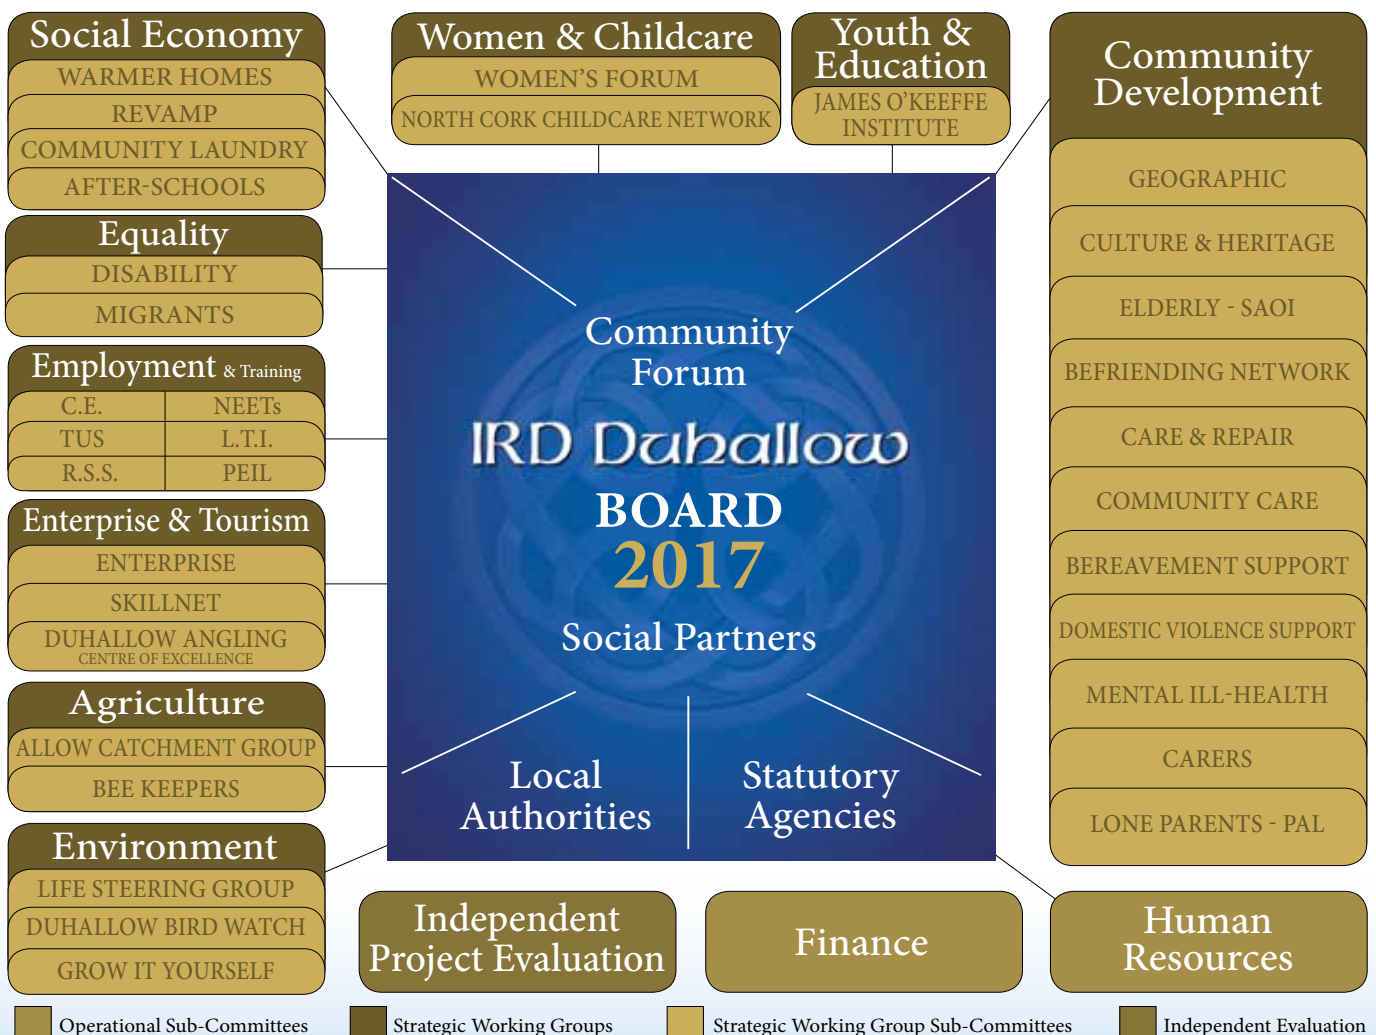 Social Economy
WARMER HOMES
REVAMP
COMMUNITY LAUNDRY
AFTER-SCHOOLS
Equality
DISABILITY
MIGRANTS
Employment & Training
C.E.
NEETs
TUS
L.T.I.
R.S.S.
PEIL
Enterprise & Tourism
ENTERPRISE
SKILLNET
DUHALLOW ANGLING
CENTRE OF EXCELLENCE
Agriculture
ALLOW CATCHMENT GROUP
BEE KEEPERS
Environment
LIFE STEERING GROUP
DUHALLOW BIRD WATCH
GROW IT YOURSELF
Women & Childcare
WOMEN’S FORUM
NORTH CORK CHILDCARE NETWORK
Youth &
Education
JAMES O’KEEFFE
INSTITUTE
Community
Forum
IRD Duhallow
BOARD
2017
Social Partners
Local
Authorities
Statutory
Agencies
Community
Development
GEOGRAPHIC
CULTURE & HERITAGE
ELDERLY - SAOI
BEFRIENDING NETWORK
CARE & REPAIR
COMMUNITY CARE
BEREAVEMENT SUPPORT
DOMESTIC VIOLENCE SUPPORT
MENTAL ILL-HEALTH
CARERS
LONE PARENTS - PAL
Independent
Project Evaluation
Finance
Human
Resources
Operational Sub-Committees
Strategic Working Groups
Strategic Working Group Sub-Committees
Independent Evaluation